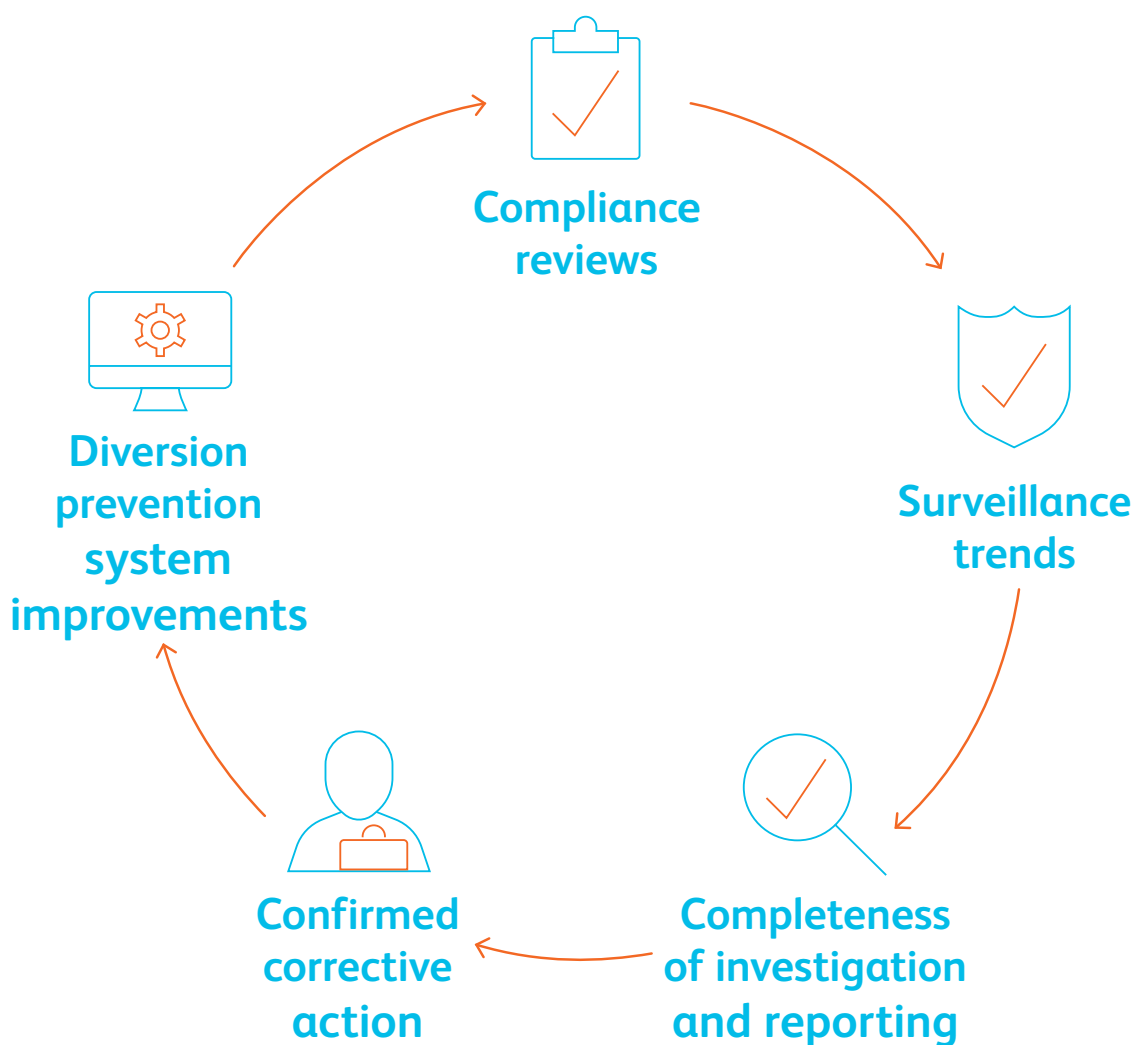 Compliance
reviews
Surveillance
trends
Completeness
of investigation
and reporting
Confirmed
corrective
action
Diversion
prevention
system
improvements